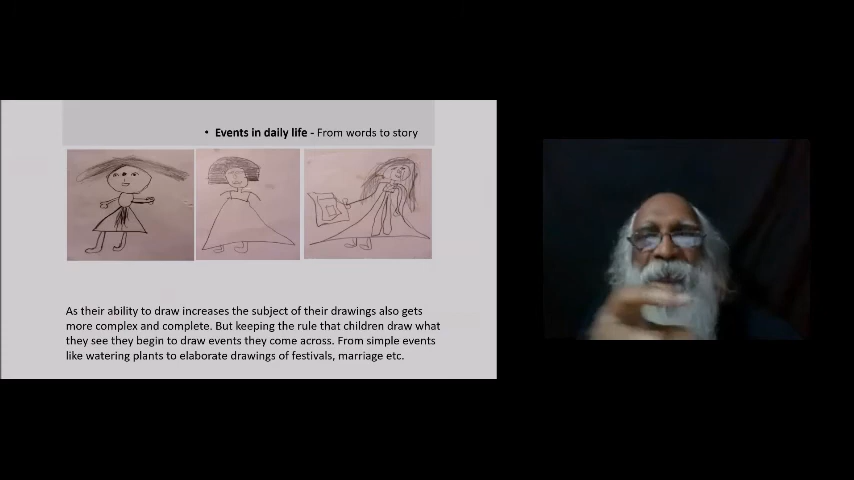 • Events in daily life - From words to story
As their ability to draw increases the subject of their drawings also gets
more complex and complete. But keeping the rule that children draw what
they see they begin to draw events they come across. From simple events
like watering plants to elaborate drawings of festivals, marriage etc.